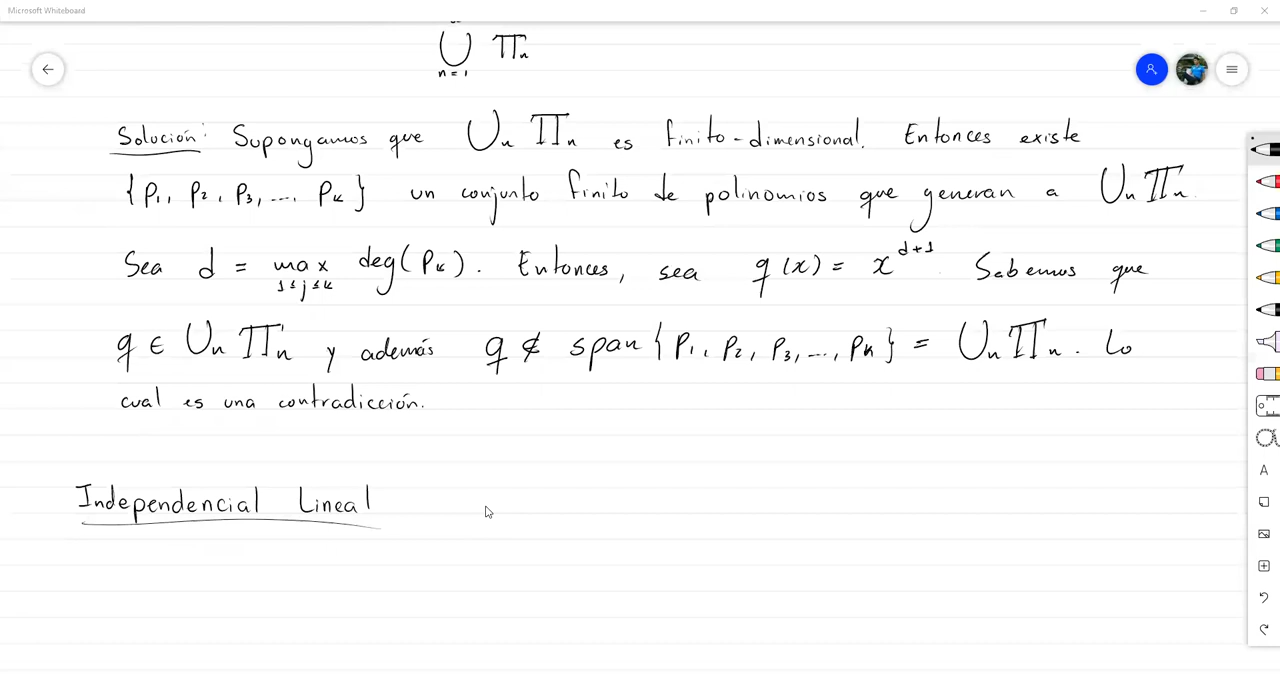 Microsoft Whiteboard
⋃ Πₙ
n=1
Solución: Supongamos que ⋃ₙ Πₙ es finito-dimensional. Entonces existe
{P₁, P₂, P₃, ..., Pₖ} un conjunto finito de polinomios que generan a ⋃ₙ Πₙ.
Sea d = max deg(Pₖ). Entonces, sea q(x) = x^{d+1}. Sabemos que
1≤j≤k
q ∈ ⋃ₙ Πₙ y además q ∉ span{P₁, P₂, P₃, ..., Pₖ} = ⋃ₙ Πₙ. Lo
cual es una contradicción.
Independencial Lineal
A